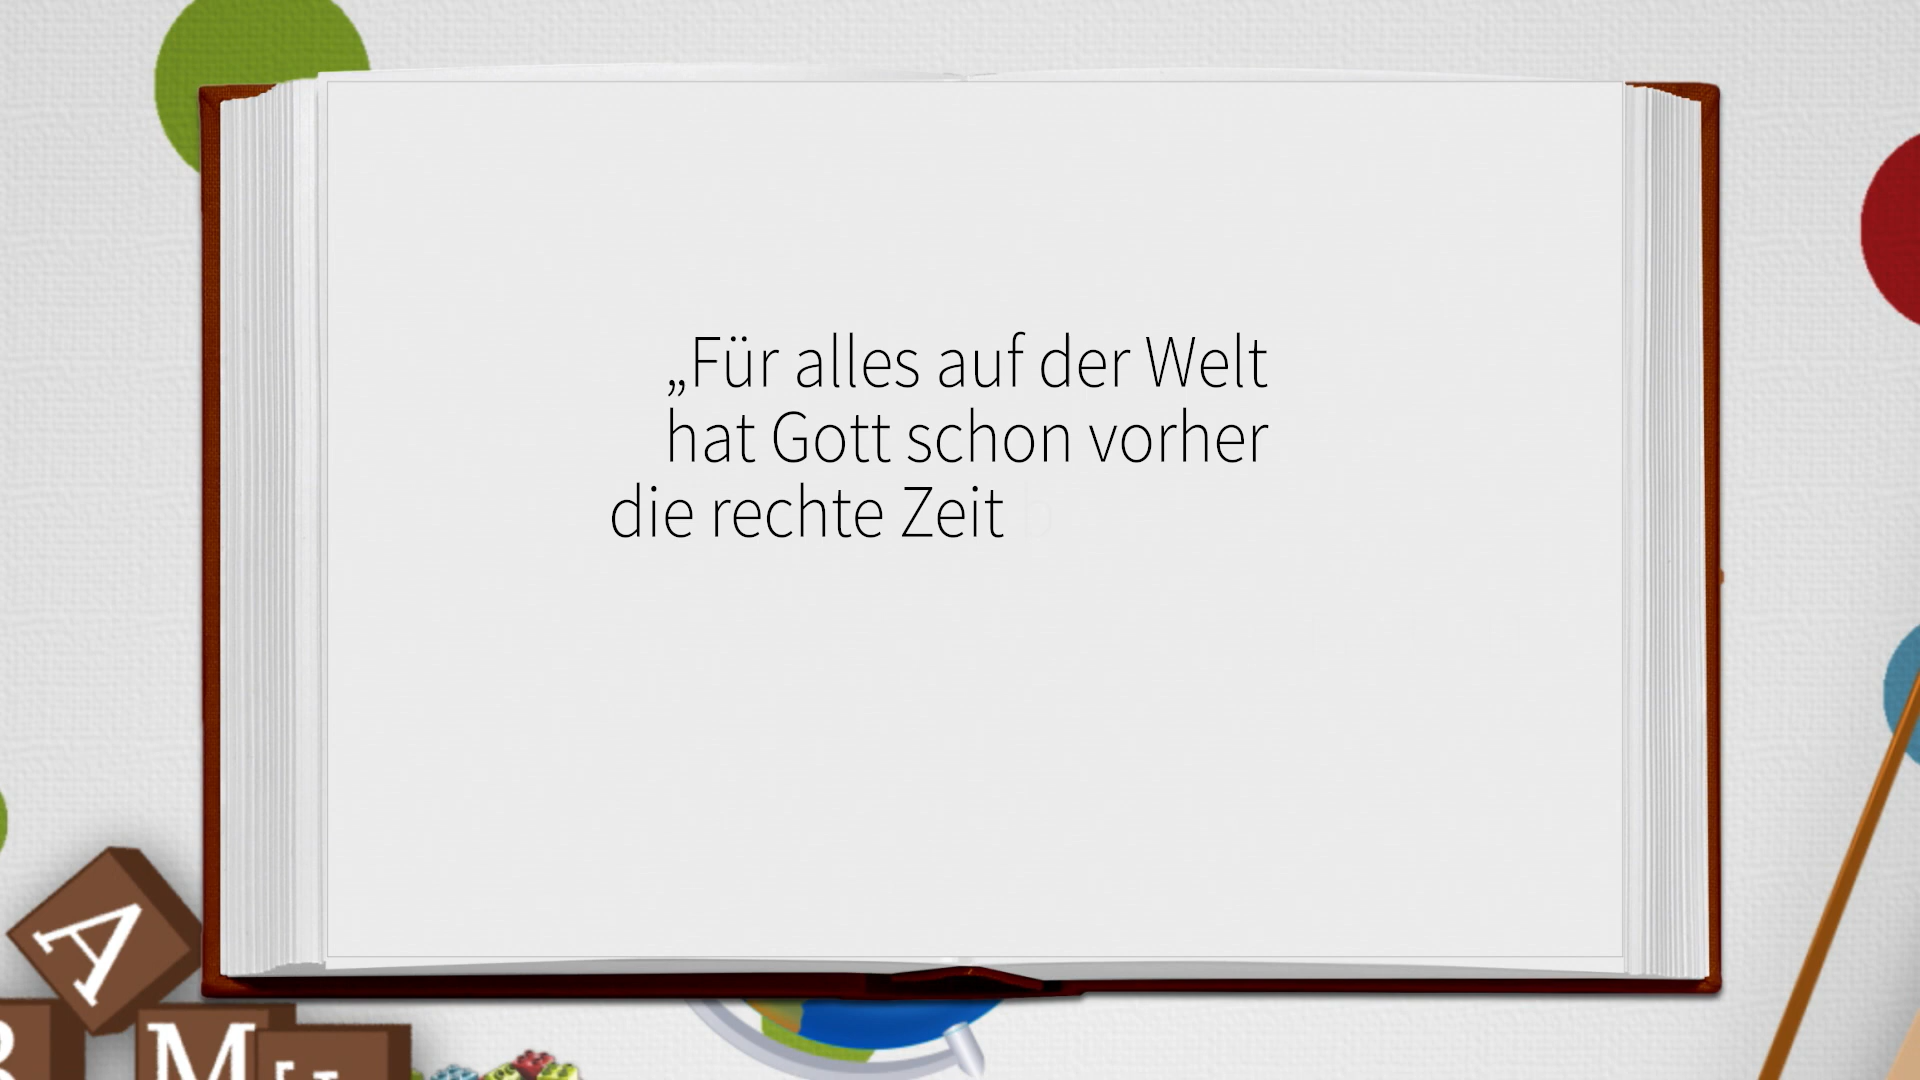 „Für alles auf der Welt
hat Gott schon vorher
die rechte Zeit b
A
M